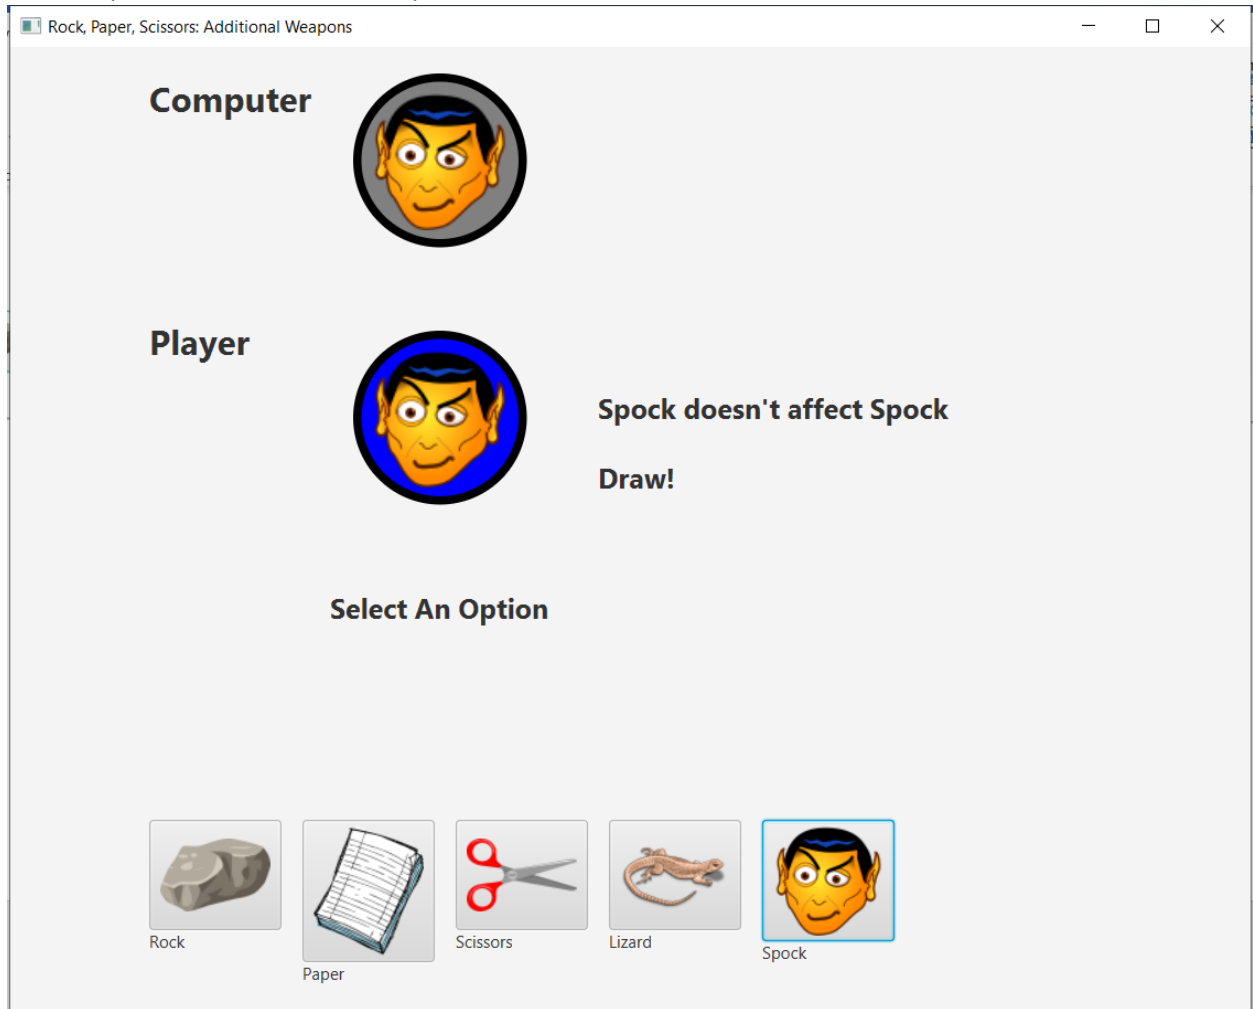 Rock, Paper, Scissors: Additional Weapons
Computer
Player
Spock doesn't affect Spock
Draw!
Select An Option
Rock
Paper
Scissors
Lizard
Spock